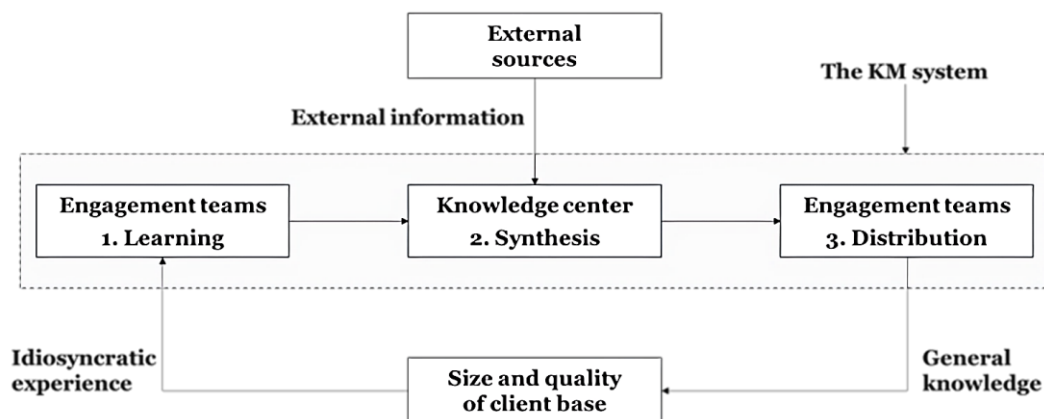 External
sources
The KM system
External information
Engagement teams
1. Learning
Knowledge center
2. Synthesis
Engagement teams
3. Distribution
Idiosyncratic
experience
Size and quality
of client base
General
knowledge